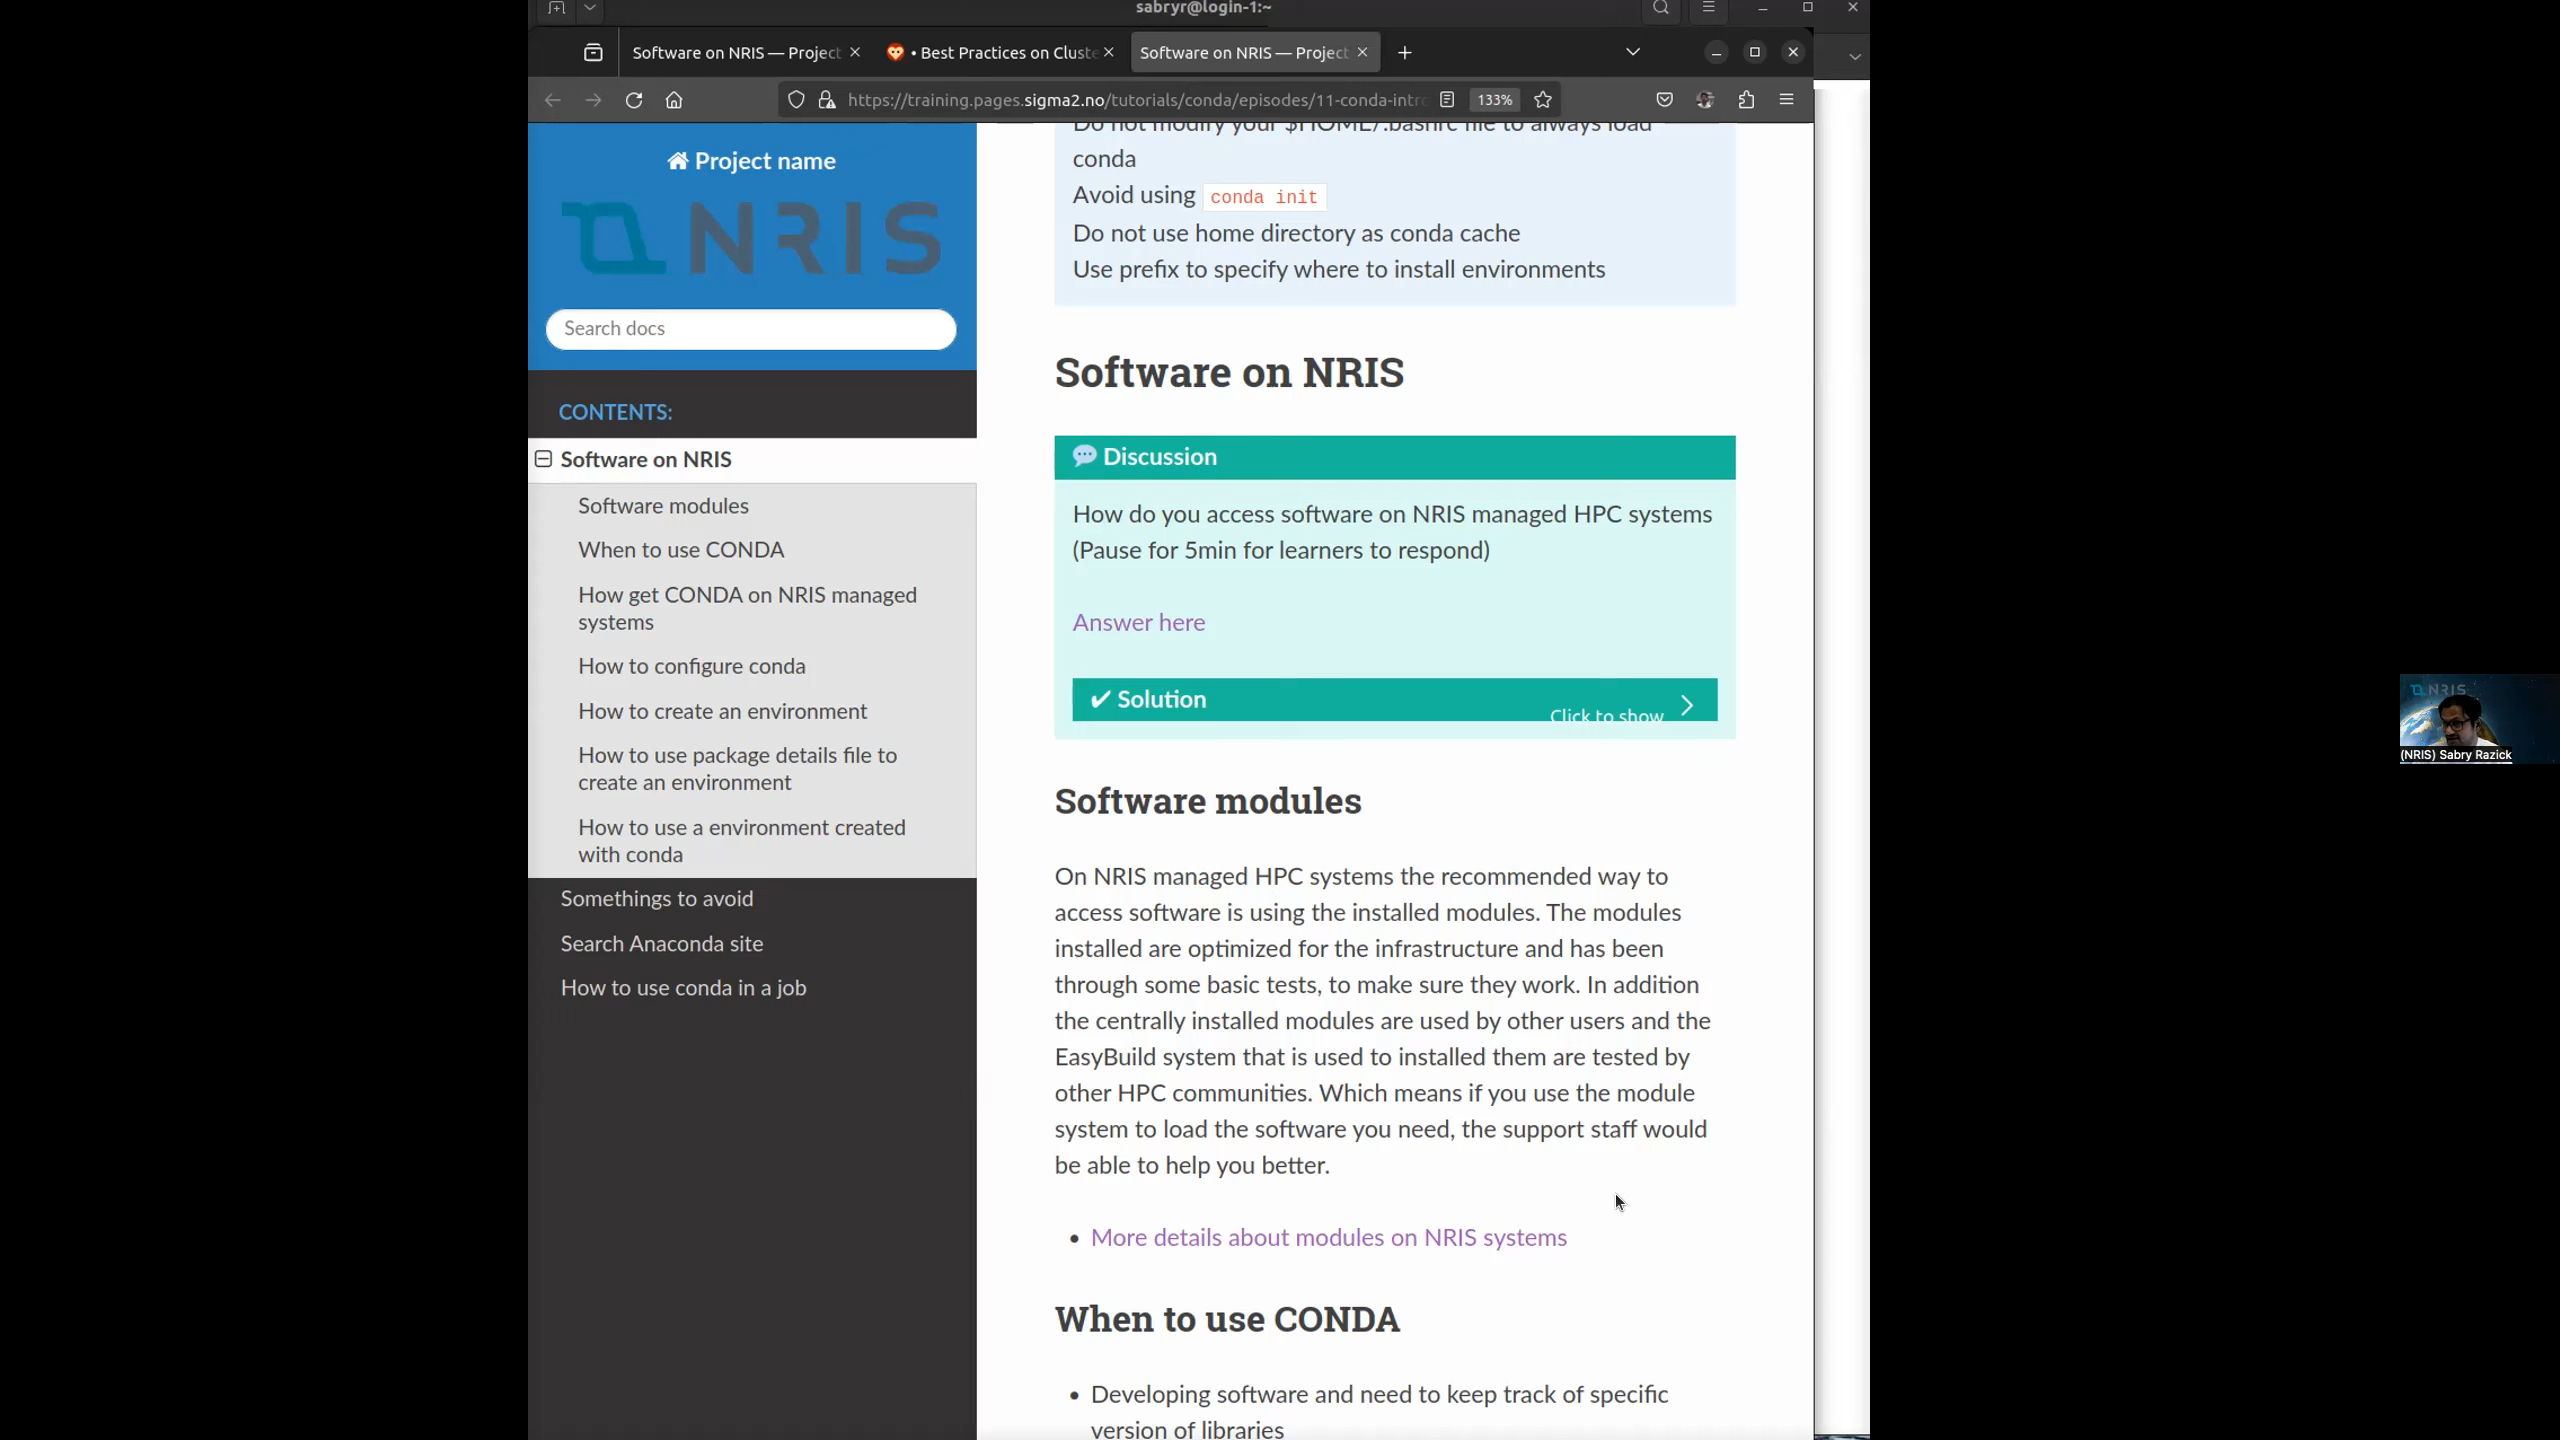 sabryr@login-1:~
Software on NRIS — Project
• Best Practices on Cluste
Software on NRIS — Project
https://training.pages.sigma2.no/tutorials/conda/episodes/11-conda-intro
133%
Project name
NRIS
Search docs
CONTENTS:
Software on NRIS
Software modules
When to use CONDA
How get CONDA on NRIS managed
systems
How to configure conda
How to create an environment
How to use package details file to
create an environment
How to use a environment created
with conda
Somethings to avoid
Search Anaconda site
How to use conda in a job
Do not modify your $HOME/.bashrc file to always load
conda
Avoid using conda init
Do not use home directory as conda cache
Use prefix to specify where to install environments
Software on NRIS
Discussion
How do you access software on NRIS managed HPC systems
(Pause for 5min for learners to respond)
Answer here
✔ Solution
Click to show
Software modules
On NRIS managed HPC systems the recommended way to
access software is using the installed modules. The modules
installed are optimized for the infrastructure and has been
through some basic tests, to make sure they work. In addition
the centrally installed modules are used by other users and the
EasyBuild system that is used to installed them are tested by
other HPC communities. Which means if you use the module
system to load the software you need, the support staff would
be able to help you better.
• More details about modules on NRIS systems
When to use CONDA
• Developing software and need to keep track of specific
version of libraries
NRIS
(NRIS) Sabry Razick